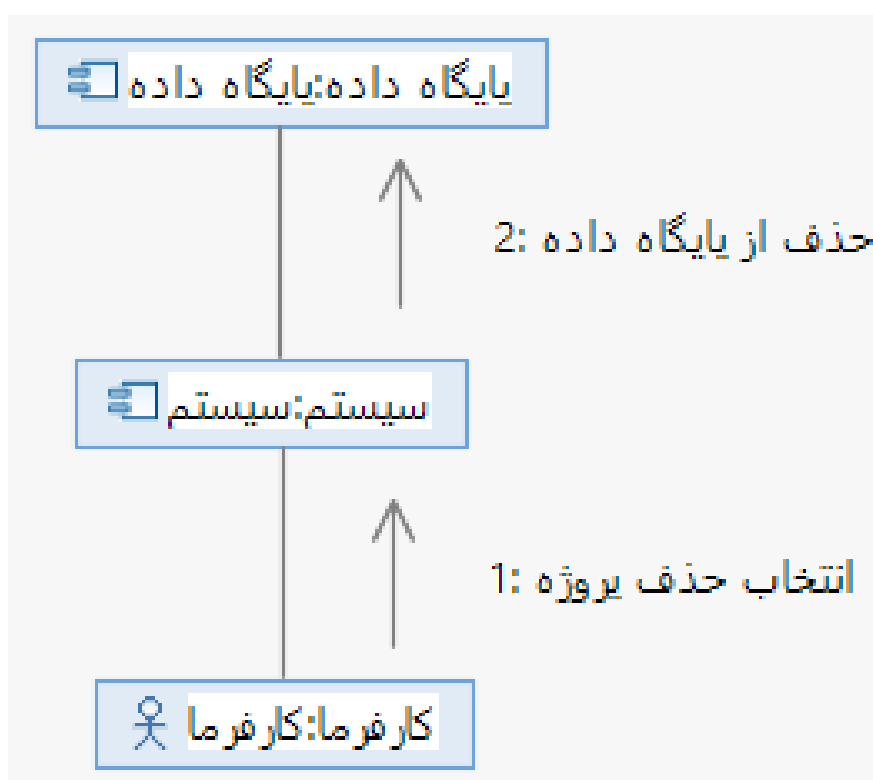 پایگاه داده:پایگاه داده
2: حذف از پایگاه داده
سیستم:سیستم
1: انتخاب حذف پروژه
کارفرما:کارفرما